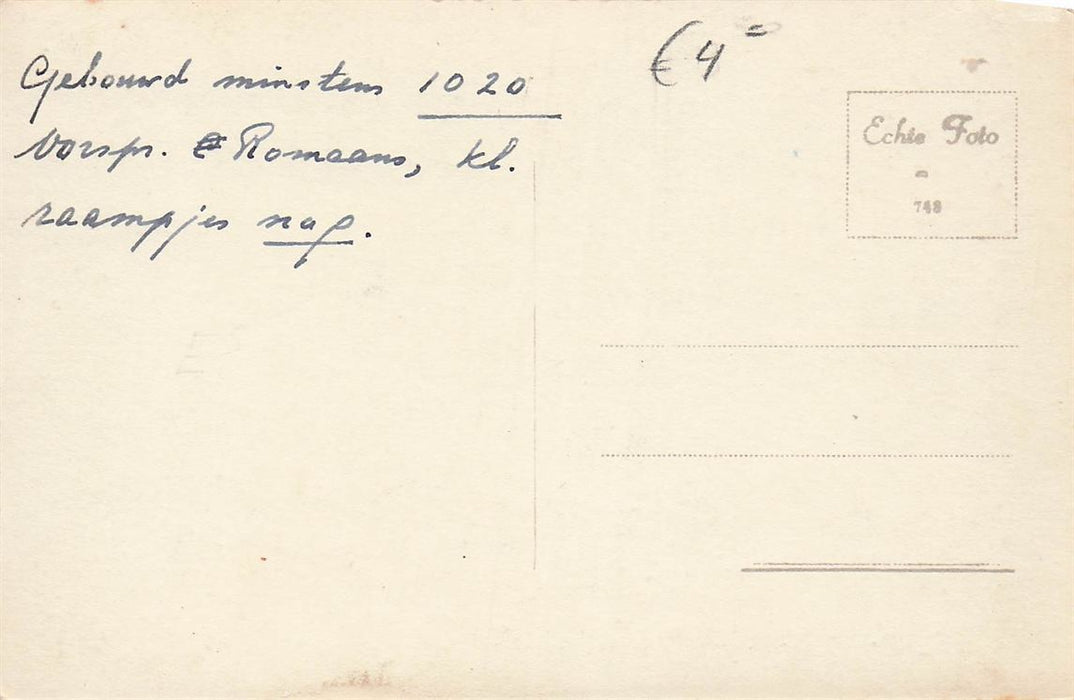 Gebouwd minstens 1020
€ 4 =
Echte Foto
748
oorspr. Romaans, kl.
raampjes nog.